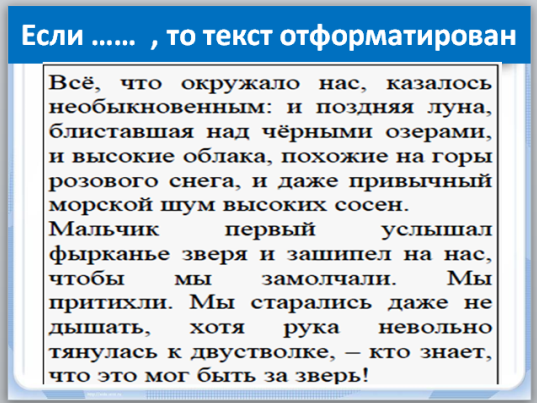 Если …… , то текст отформатирован
Всё, что окружало нас, казалось
необыкновенным: и поздняя луна,
блиставшая над чёрными озерами,
и высокие облака, похожие на горы
розового снега, и даже привычный
морской шум высоких сосен.
Мальчик первый услышал
фырканье зверя и зашипел на нас,
чтобы мы замолчали. Мы
притихли. Мы старались даже не
дышать, хотя рука невольно
тянулась к двустволке, – кто знает,
что это мог быть за зверь!